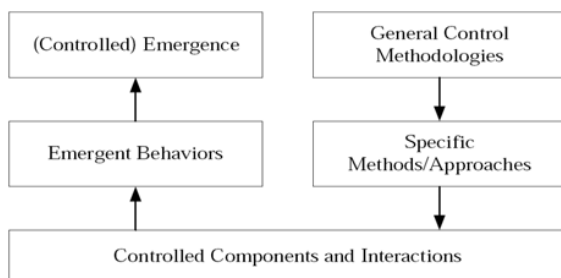 (Controlled) Emergence
General Control
Methodologies
Emergent Behaviors
Specific
Methods/Approaches
Controlled Components and Interactions